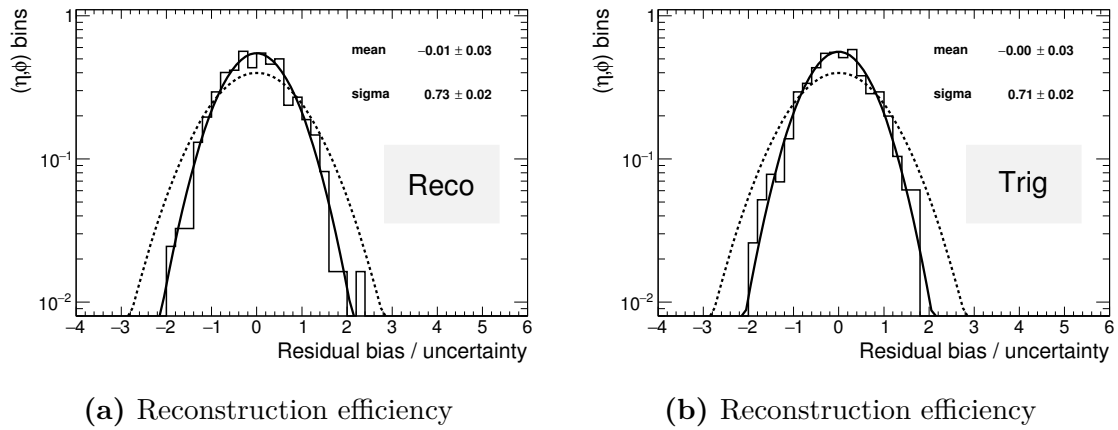 (η,ϕ) bins
1
10⁻¹
10⁻²
mean −0.01 ± 0.03
sigma 0.73 ± 0.02
Reco
−4 −3 −2 −1 0 1 2 3 4 5 6
Residual bias / uncertainty
(a) Reconstruction efficiency
(η,ϕ) bins
1
10⁻¹
10⁻²
mean −0.00 ± 0.03
sigma 0.71 ± 0.02
Trig
−4 −3 −2 −1 0 1 2 3 4 5 6
Residual bias / uncertainty
(b) Reconstruction efficiency